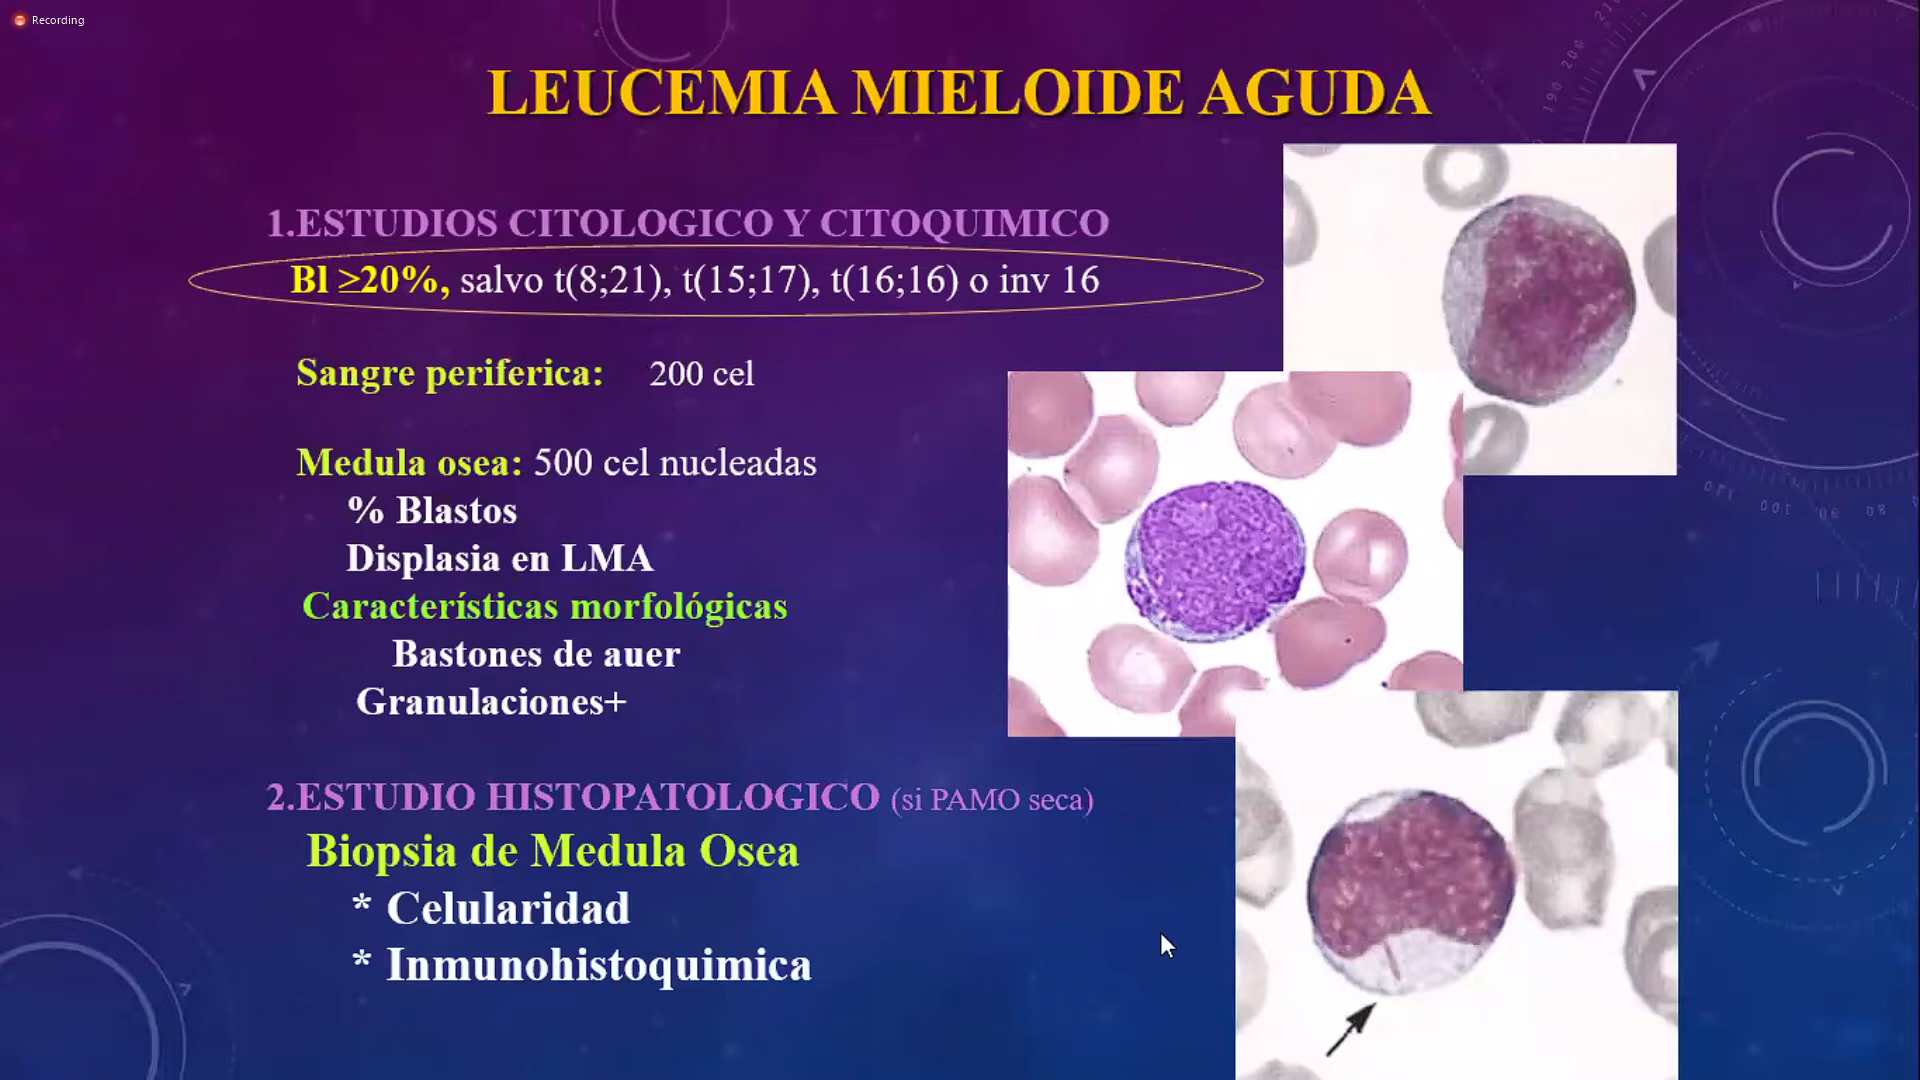 Recording
LEUCEMIA MIELOIDE AGUDA
1.ESTUDIOS CITOLOGICO Y CITOQUIMICO
Bl ≥20%, salvo t(8;21), t(15;17), t(16;16) o inv 16
Sangre periferica: 200 cel
Medula osea: 500 cel nucleadas
% Blastos
Displasia en LMA
Características morfológicas
Bastones de auer
Granulaciones+
2.ESTUDIO HISTOPATOLOGICO (si PAMO seca)
Biopsia de Medula Osea
* Celularidad
* Inmunohistoquimica